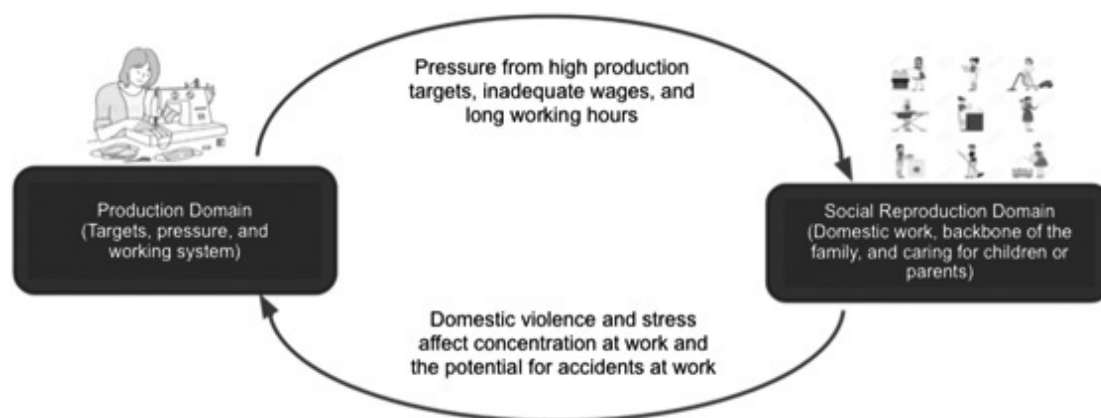 Pressure from high production
targets, inadequate wages, and
long working hours
Production Domain
(Targets, pressure, and
working system)
Social Reproduction Domain
(Domestic work, backbone of the
family, and caring for children or
parents)
Domestic violence and stress
affect concentration at work and
the potential for accidents at work